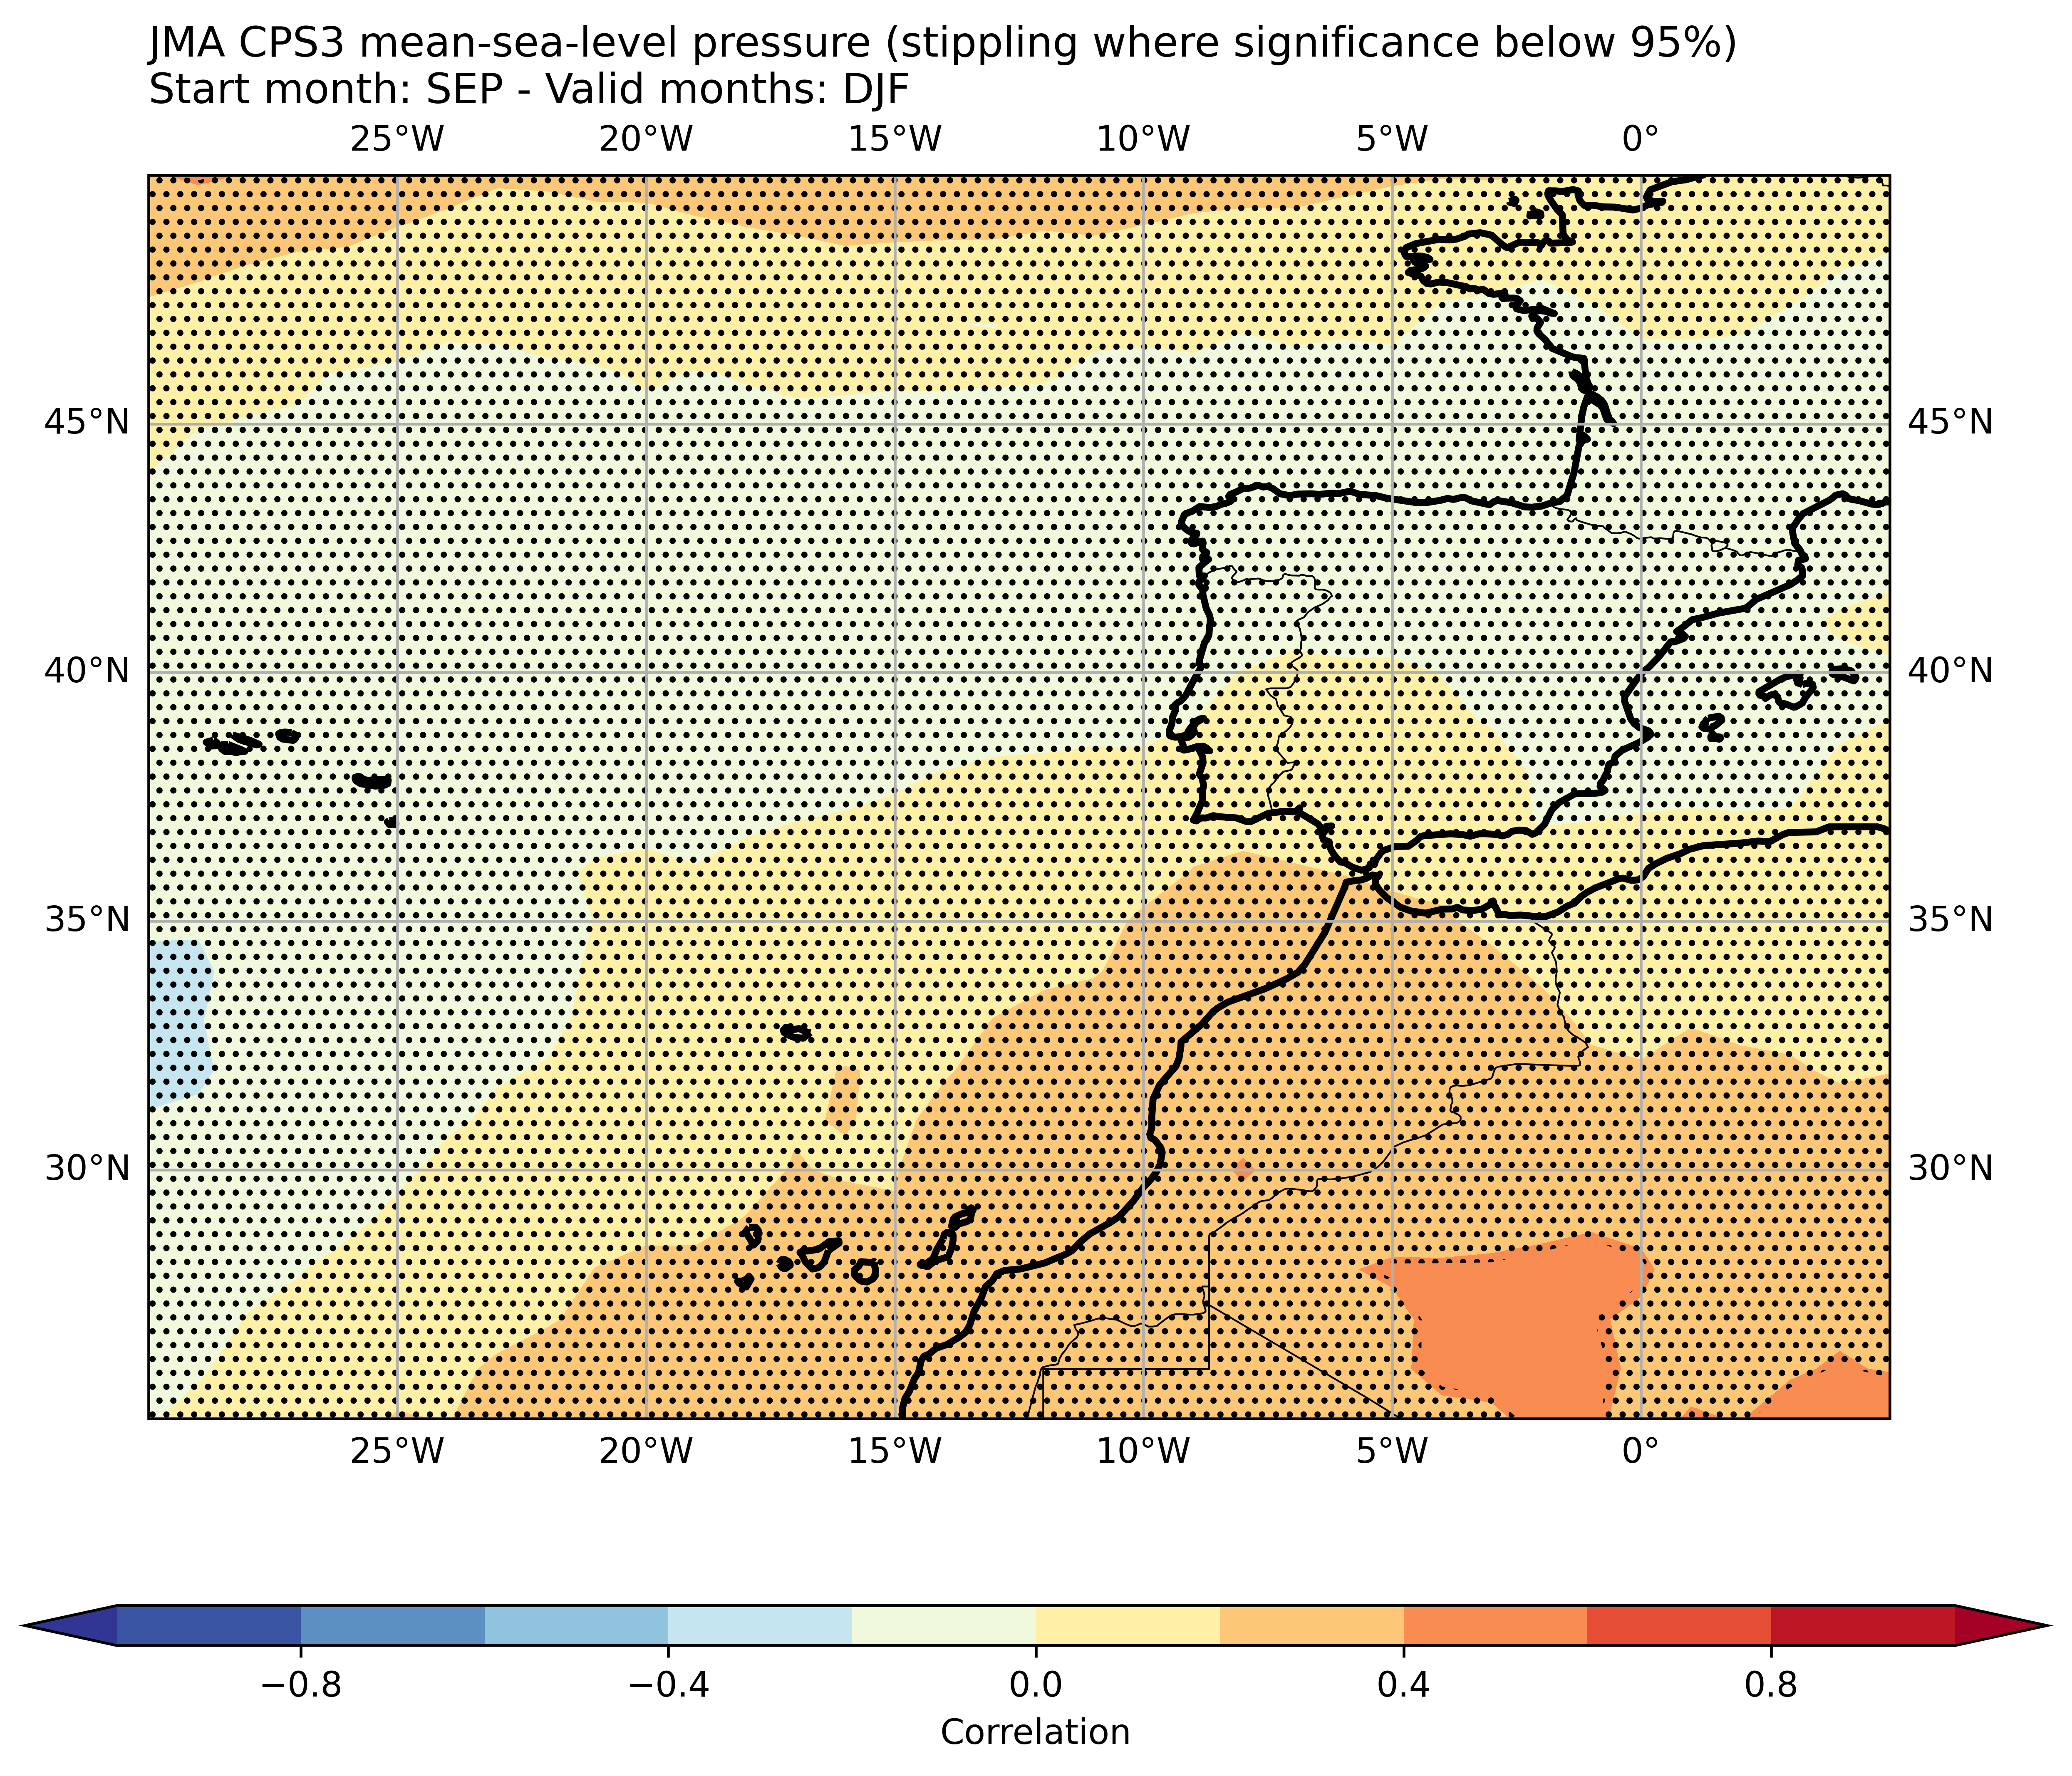 JMA CPS3 mean-sea-level pressure (stippling where significance below 95%)
Start month: SEP - Valid months: DJF
25°W 20°W 15°W 10°W 5°W 0°
45°N 45°N
40°N 40°N
35°N 35°N
30°N 30°N
25°W 20°W 15°W 10°W 5°W 0°
−0.8 −0.4 0.0 0.4 0.8
Correlation